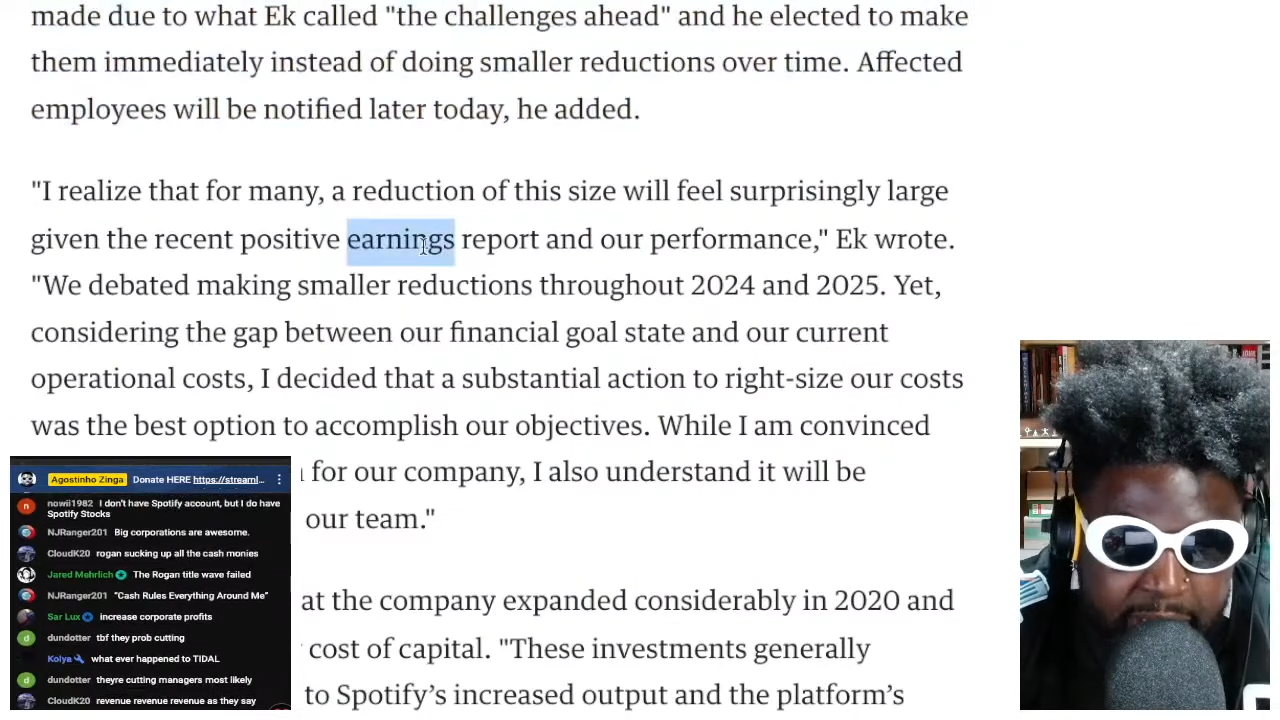 made due to what Ek called "the challenges ahead" and he elected to make
them immediately instead of doing smaller reductions over time. Affected
employees will be notified later today, he added.
"I realize that for many, a reduction of this size will feel surprisingly large
given the recent positive earnings report and our performance," Ek wrote.
"We debated making smaller reductions throughout 2024 and 2025. Yet,
considering the gap between our financial goal state and our current
operational costs, I decided that a substantial action to right-size our costs
was the best option to accomplish our objectives. While I am convinced
for our company, I also understand it will be
our team."
at the company expanded considerably in 2020 and
cost of capital. "These investments generally
to Spotify's increased output and the platform's
Agostinho Zinga Donate HERE https://streaml...
nowil1982 I don't have Spotify account, but I do have
Spotify Stocks
NJRanger201 Big corporations are awesome.
CloudK20 rogan sucking up all the cash monies
Jared Mehrlich The Rogan title wave failed
NJRanger201 "Cash Rules Everything Around Me"
Sar Lux increase corporate profits
dundotter tbf they prob cutting
Kolya what ever happened to TIDAL
dundotter theyre cutting managers most likely
CloudK20 revenue revenue revenue as they say